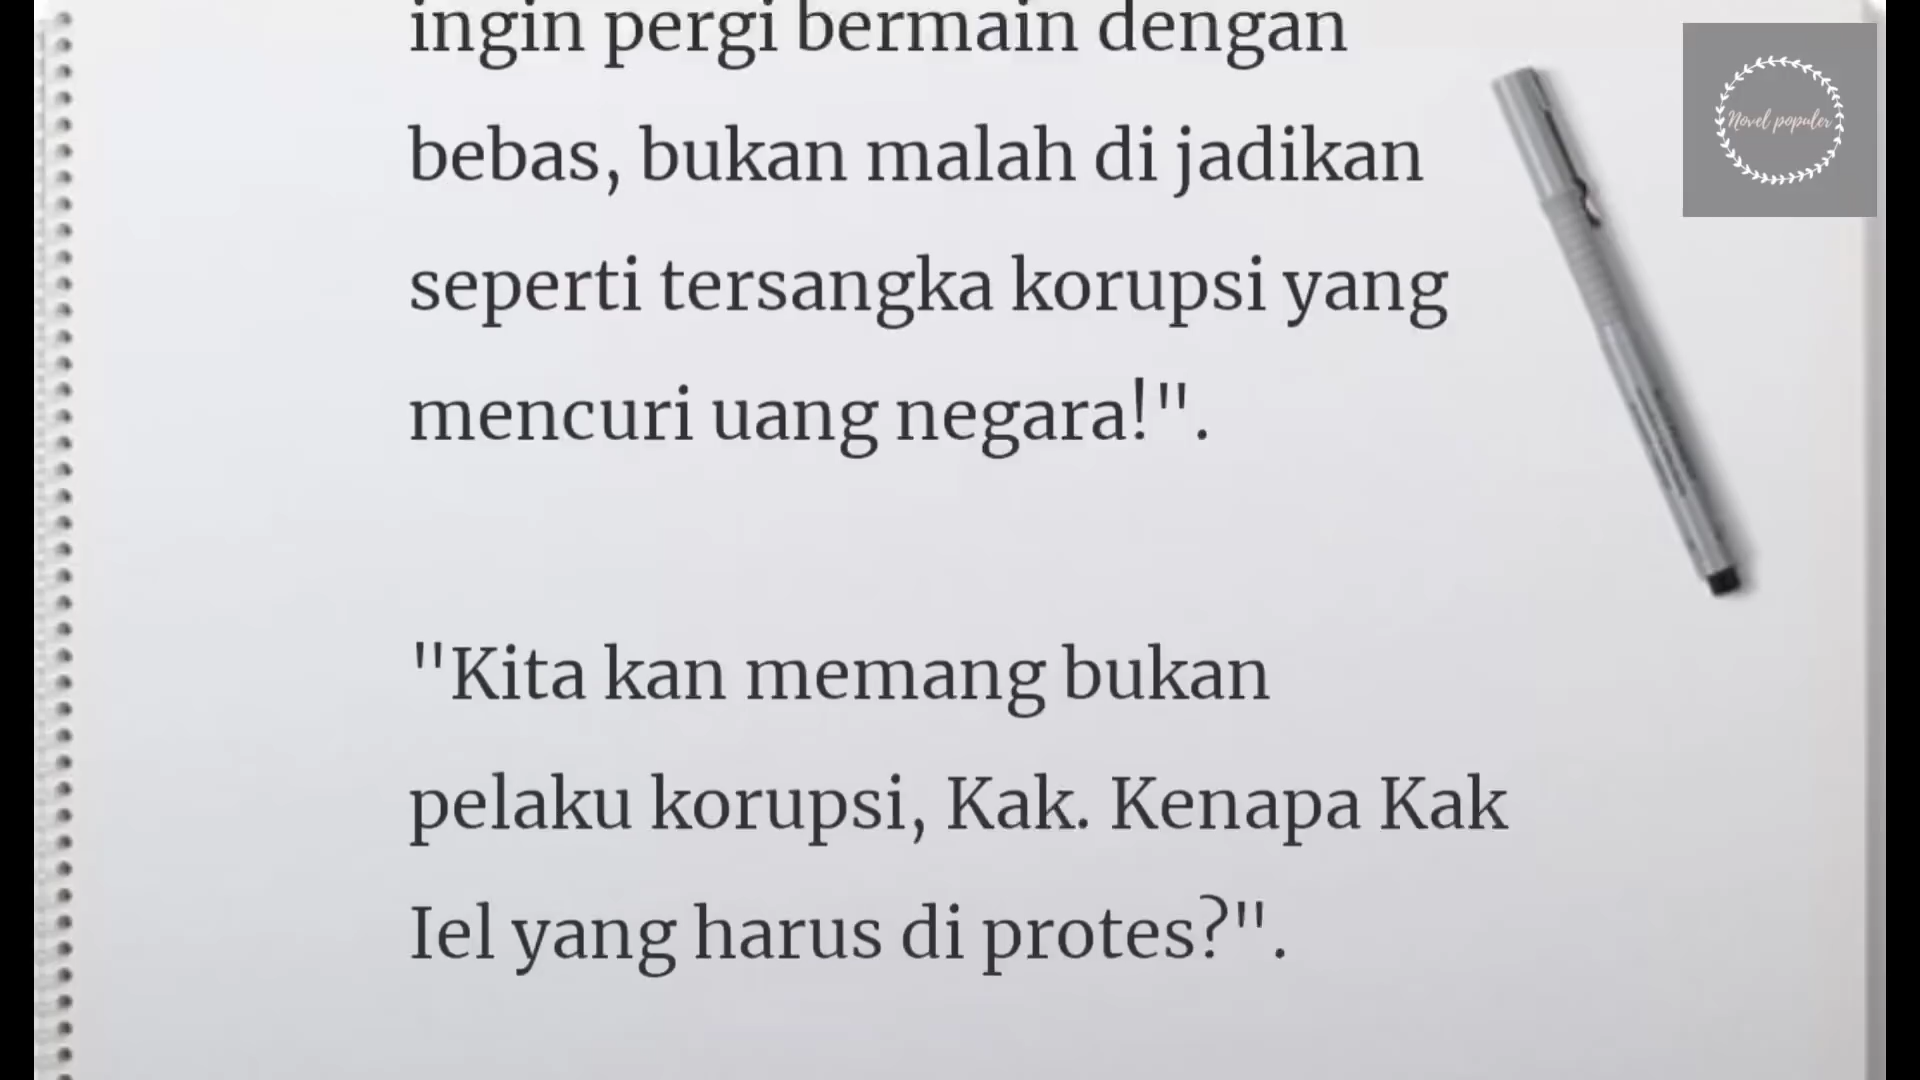 ingin pergi bermain dengan
bebas, bukan malah di jadikan
seperti tersangka korupsi yang
mencuri uang negara!".
"Kita kan memang bukan
pelaku korupsi, Kak. Kenapa Kak
Iel yang harus di protes?".
Novel populer